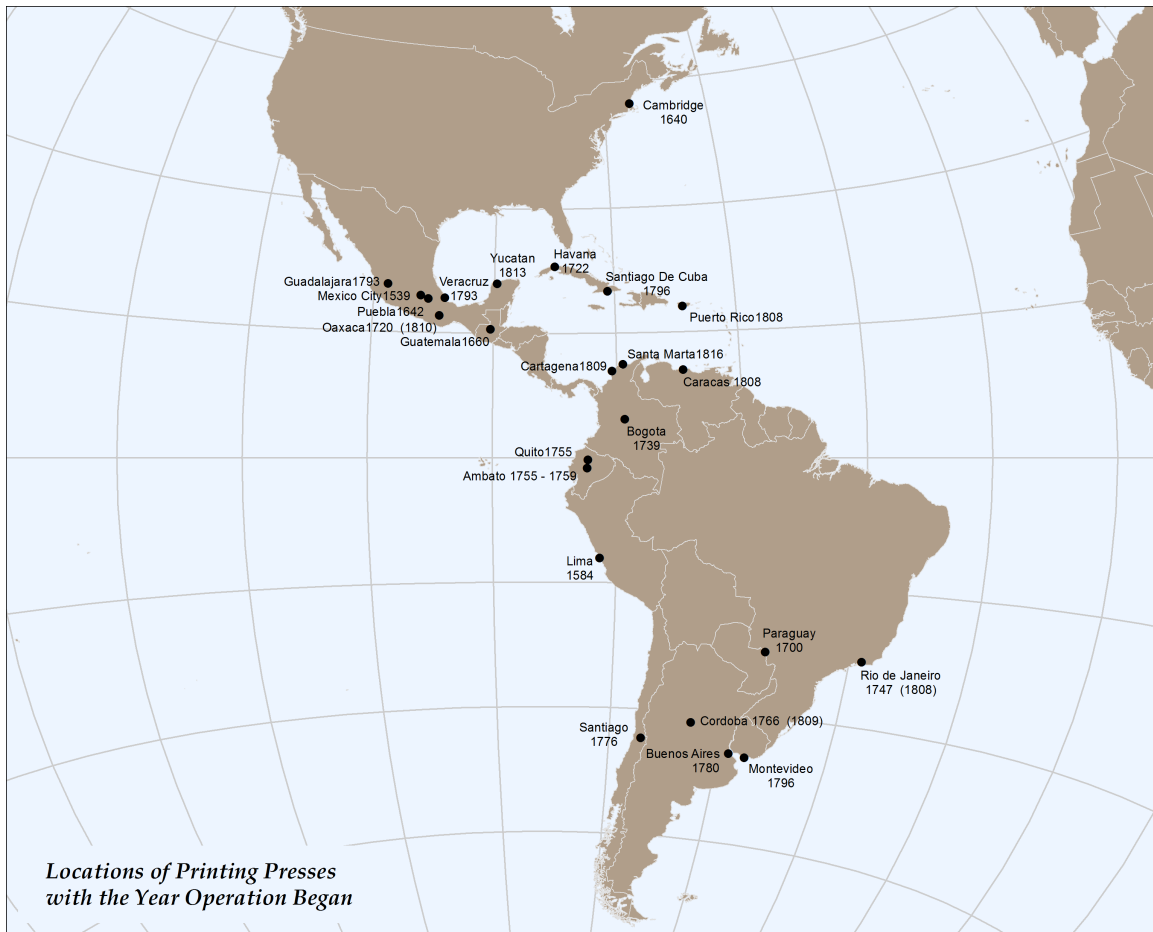 Cambridge
1640
Yucatan
1813
Havana
1722
Guadalajara1793
Veracruz
1793
Santiago De Cuba
1796
Mexico City1539
Puebla1642
Puerto Rico1808
Oaxaca1720 (1810)
Guatemala1660
Santa Marta1816
Cartagena1809
Caracas 1808
Bogota
1739
Quito1755
Ambato 1755 - 1759
Lima
1584
Paraguay
1700
Rio de Janeiro
1747 (1808)
Cordoba 1766 (1809)
Santiago
1776
Buenos Aires
1780
Montevideo
1796
Locations of Printing Presses
with the Year Operation Began